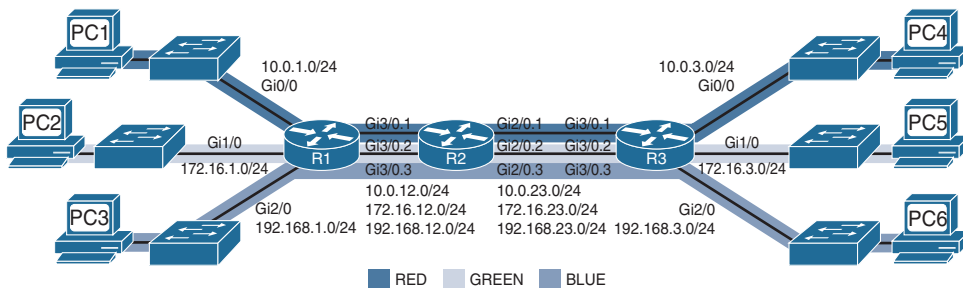 PC1
PC4
10.0.1.0/24
Gi0/0
10.0.3.0/24
Gi0/0
PC2
PC5
Gi1/0
172.16.1.0/24
R1
Gi3/0.1
Gi3/0.2
Gi3/0.3
R2
Gi2/0.1
Gi2/0.2
Gi2/0.3
Gi3/0.1
Gi3/0.2
Gi3/0.3
R3
Gi1/0
172.16.3.0/24
10.0.12.0/24
172.16.12.0/24
192.168.12.0/24
10.0.23.0/24
172.16.23.0/24
192.168.23.0/24
PC3
Gi2/0
192.168.1.0/24
Gi2/0
192.168.3.0/24
PC6
RED
GREEN
BLUE